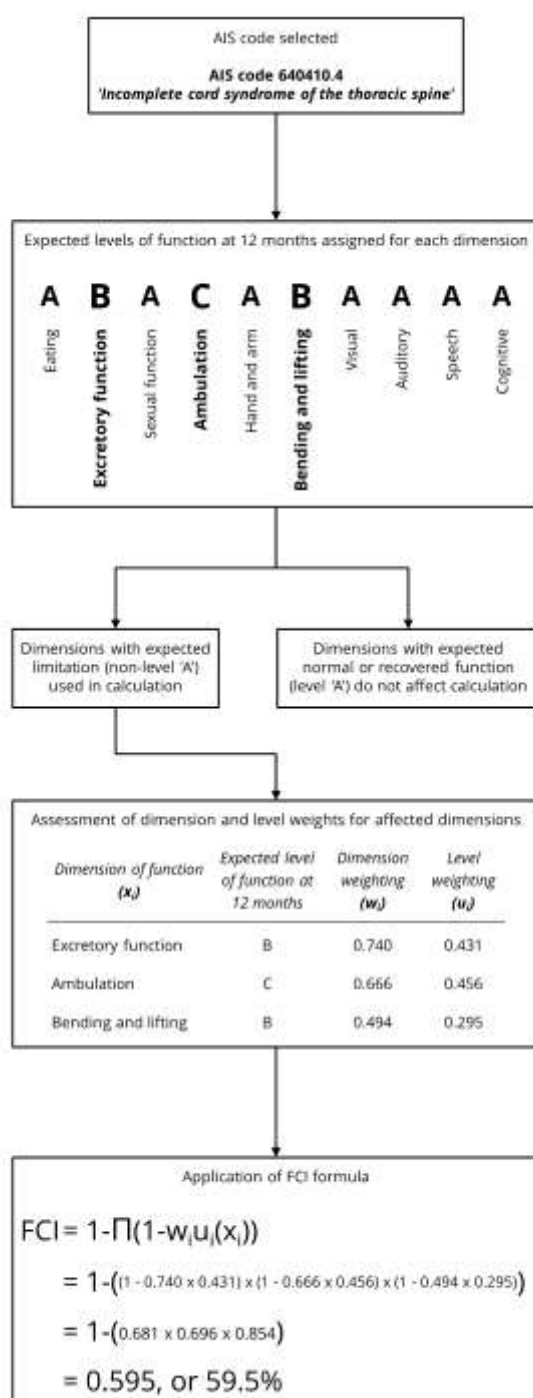 AIS code selected
AIS code 640410.4
'Incomplete cord syndrome of the thoracic spine'
Expected levels of function at 12 months assigned for each dimension
A B A C A B A A A A
Eating
Excretory function
Sexual function
Ambulation
Hand and arm
Bending and lifting
Visual
Auditory
Speech
Cognitive
Dimensions with expected
limitation (non-level 'A')
used in calculation
Dimensions with expected
normal or recovered function
(level 'A') do not affect calculation
Assessment of dimension and level weights for affected dimensions
Dimension of function
(xᵢ)
Expected level
of function at
12 months
Dimension
weighting
(wᵢ)
Level
weighting
(uᵢ)
Excretory function B 0.740 0.431
Ambulation C 0.666 0.456
Bending and lifting B 0.494 0.295
Application of FCI formula
FCI = 1-Π(1-wᵢuᵢ(xᵢ))
= 1-((1 - 0.740 x 0.431) x (1 - 0.666 x 0.456) x (1 - 0.494 x 0.295))
= 1-(0.681 x 0.696 x 0.854)
= 0.595, or 59.5%